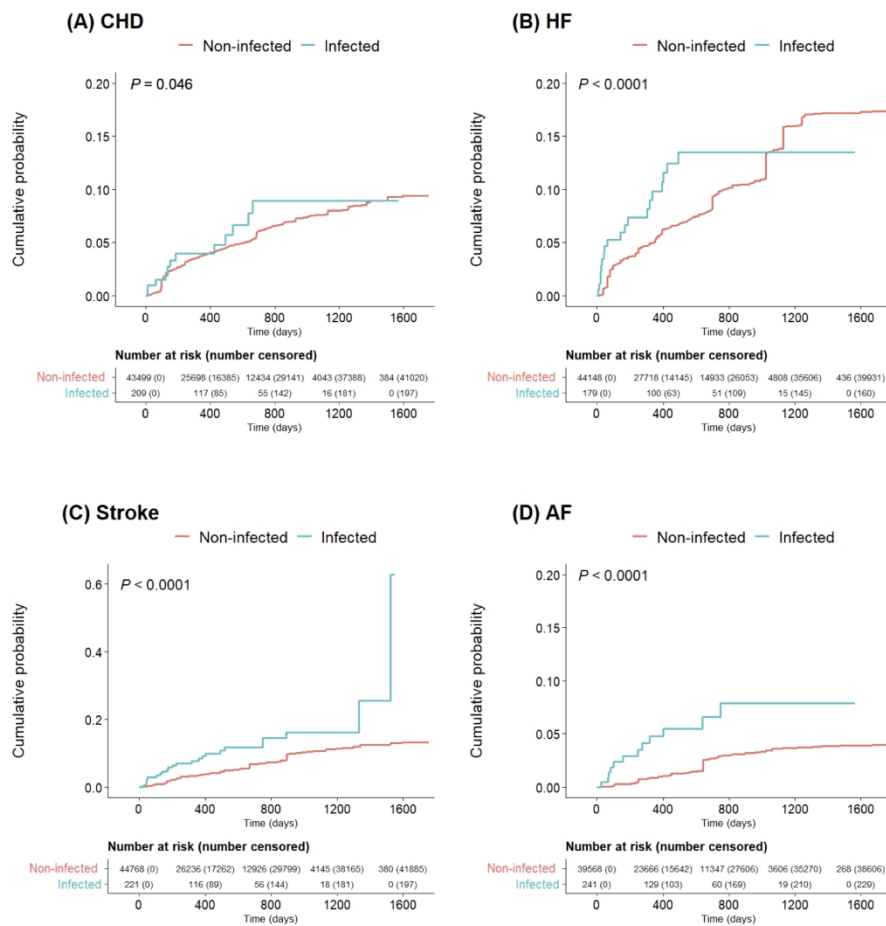 (A) CHD
Non-infected Infected
P = 0.046
Cumulative probability
0.20
0.15
0.10
0.05
0.00
0 400 800 1200 1600
Time (days)
Number at risk (number censored)
Non-infected 43499 (0) 25698 (16385) 12434 (29141) 4043 (37388) 384 (41020)
Infected 209 (0) 117 (85) 55 (142) 16 (181) 0 (197)
0 400 800 1200 1600
Time (days)
(B) HF
Non-infected Infected
P < 0.0001
Cumulative probability
0.20
0.15
0.10
0.05
0.00
0 400 800 1200 1600
Time (days)
Number at risk (number censored)
Non-infected 44148 (0) 27718 (14145) 14933 (26053) 4808 (35606) 436 (39931)
Infected 179 (0) 100 (63) 51 (109) 15 (145) 0 (160)
0 400 800 1200 1600
Time (days)
(C) Stroke
Non-infected Infected
P < 0.0001
Cumulative probability
0.6
0.4
0.2
0.0
0 400 800 1200 1600
Time (days)
Number at risk (number censored)
Non-infected 44768 (0) 26236 (17262) 12926 (29799) 4145 (38165) 380 (41885)
Infected 221 (0) 116 (89) 56 (144) 18 (181) 0 (197)
0 400 800 1200 1600
Time (days)
(D) AF
Non-infected Infected
P < 0.0001
Cumulative probability
0.20
0.15
0.10
0.05
0.00
0 400 800 1200 1600
Time (days)
Number at risk (number censored)
Non-infected 39568 (0) 23666 (15642) 11347 (27606) 3606 (35270) 268 (38606)
Infected 241 (0) 129 (103) 60 (169) 19 (210) 0 (229)
0 400 800 1200 1600
Time (days)